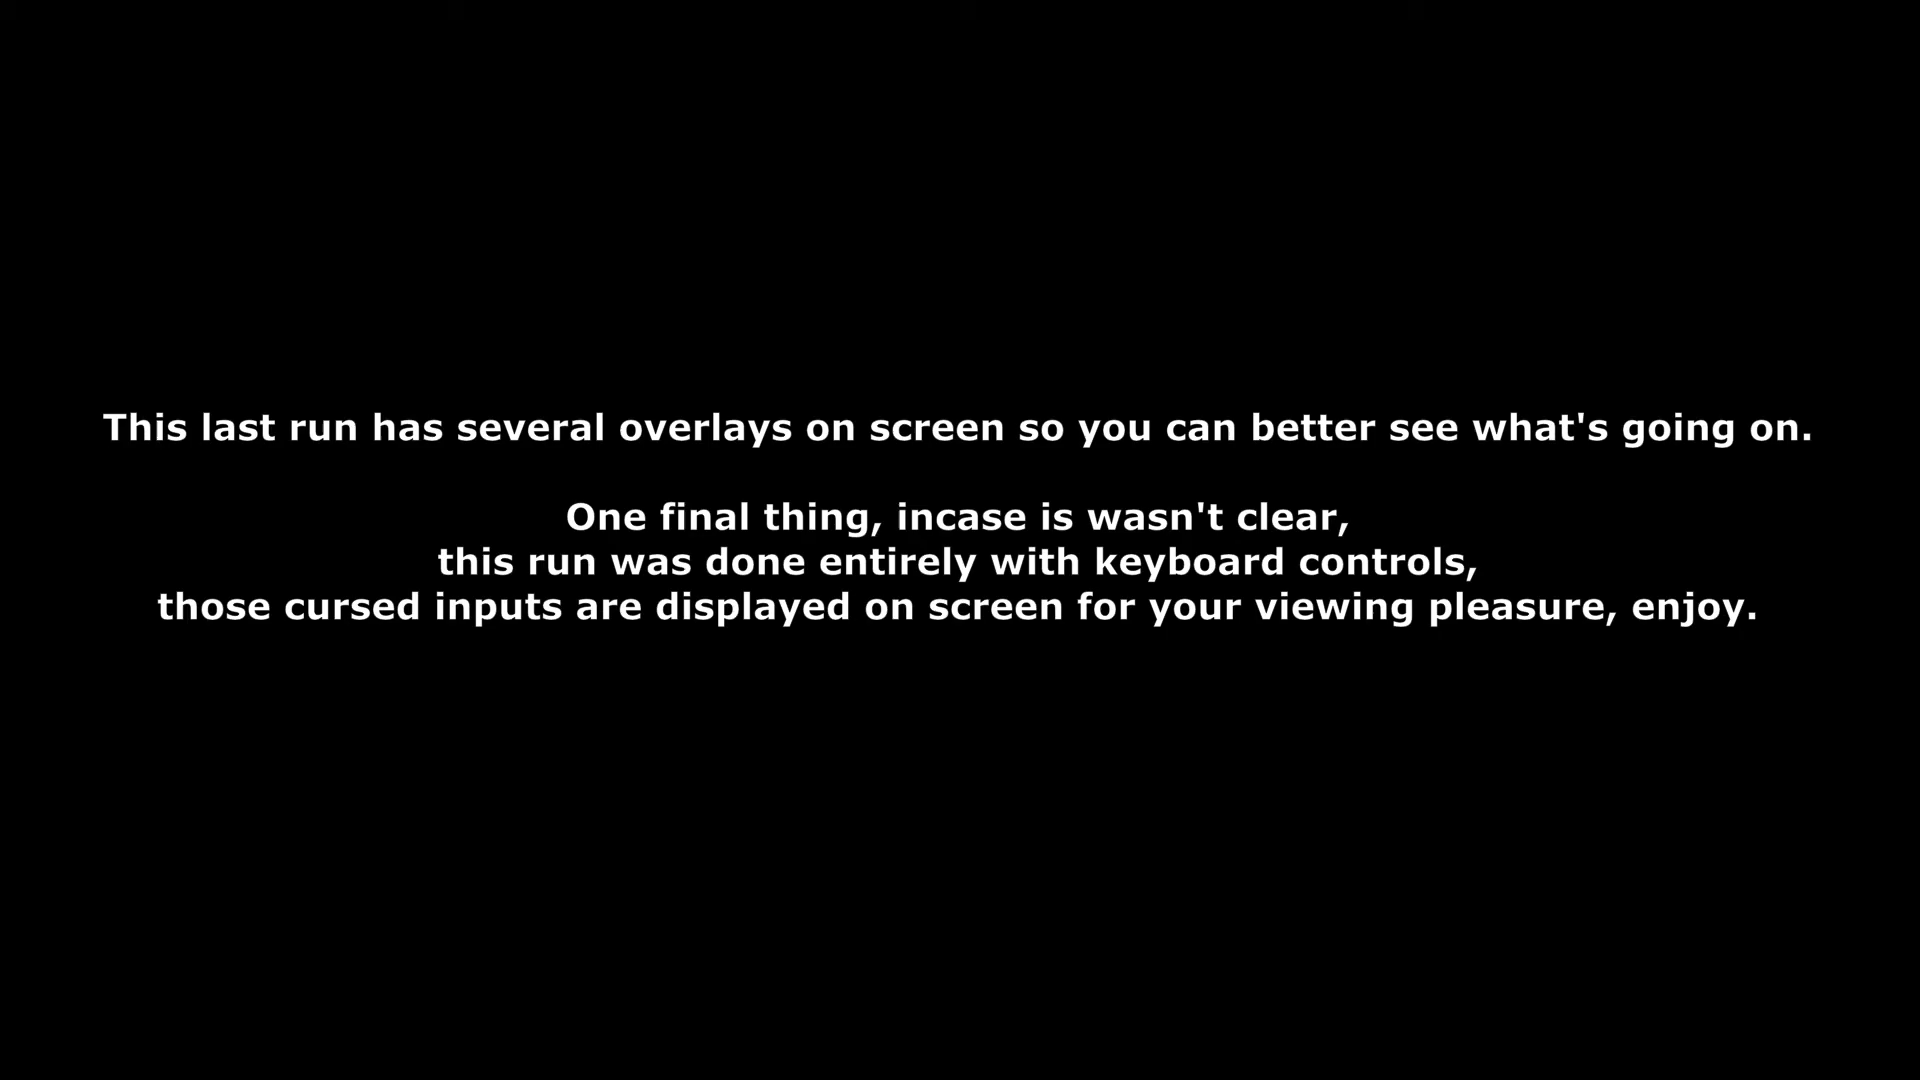 This last run has several overlays on screen so you can better see what's going on.
One final thing, incase is wasn't clear,
this run was done entirely with keyboard controls,
those cursed inputs are displayed on screen for your viewing pleasure, enjoy.